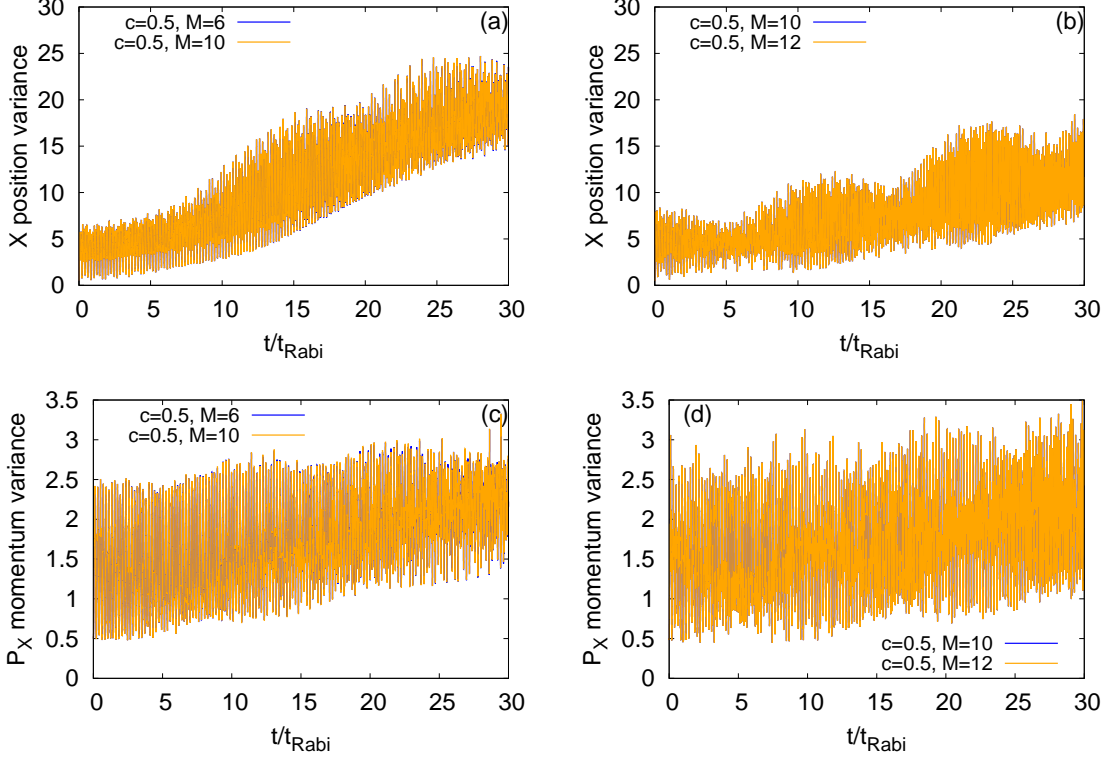 (a)
c=0.5, M=6
c=0.5, M=10
X position variance
30
25
20
15
10
5
0
0 5 10 15 20 25 30
t/tRabi
(b)
c=0.5, M=10
c=0.5, M=12
X position variance
30
25
20
15
10
5
0
0 5 10 15 20 25 30
t/tRabi
(c)
c=0.5, M=6
c=0.5, M=10
PX momentum variance
3.5
3
2.5
2
1.5
1
0.5
0
0 5 10 15 20 25 30
t/tRabi
(d)
PX momentum variance
3.5
3
2.5
2
1.5
1
0.5
0
c=0.5, M=10
c=0.5, M=12
0 5 10 15 20 25 30
t/tRabi